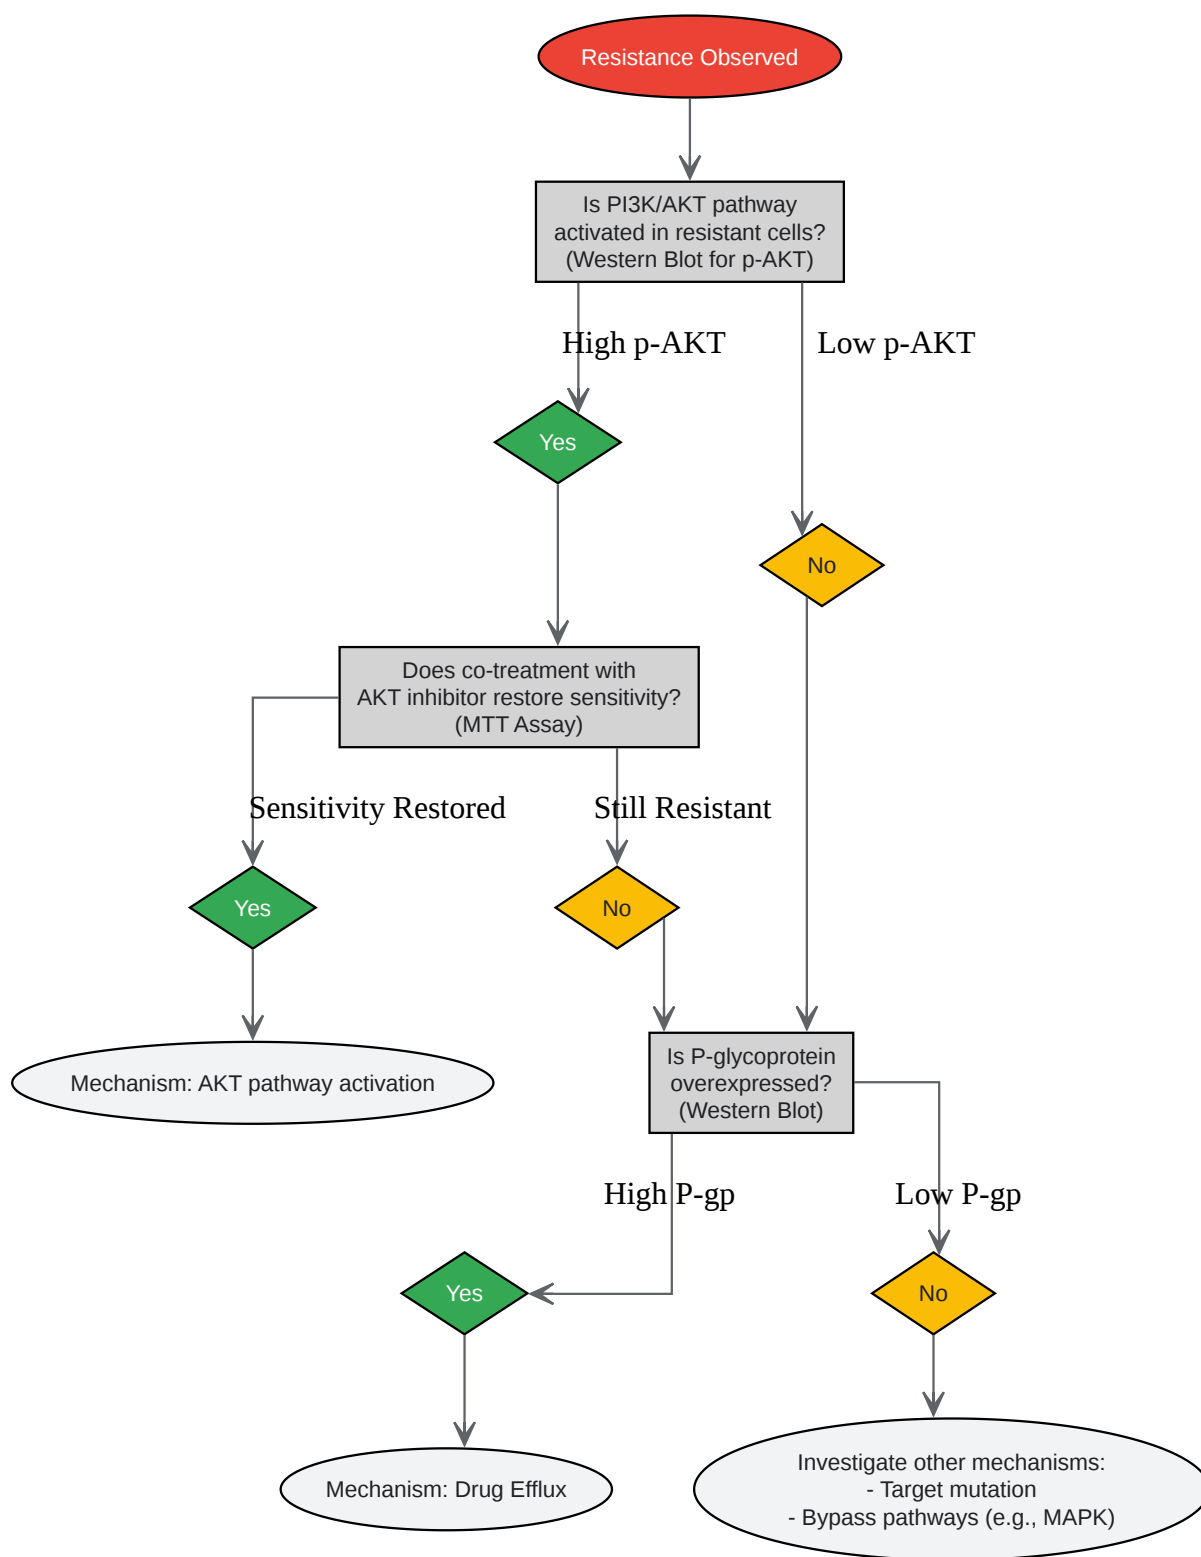 Resistance Observed
Is PI3K/AKT pathway
activated in resistant cells?
(Western Blot for p-AKT)
High p-AKT
Low p-AKT
Yes
No
Does co-treatment with
AKT inhibitor restore sensitivity?
(MTT Assay)
Sensitivity Restored
Still Resistant
Yes
No
Is P-glycoprotein
overexpressed?
(Western Blot)
Mechanism: AKT pathway activation
High P-gp
Low P-gp
Yes
No
Mechanism: Drug Efflux
Investigate other mechanisms:
- Target mutation
- Bypass pathways (e.g., MAPK)